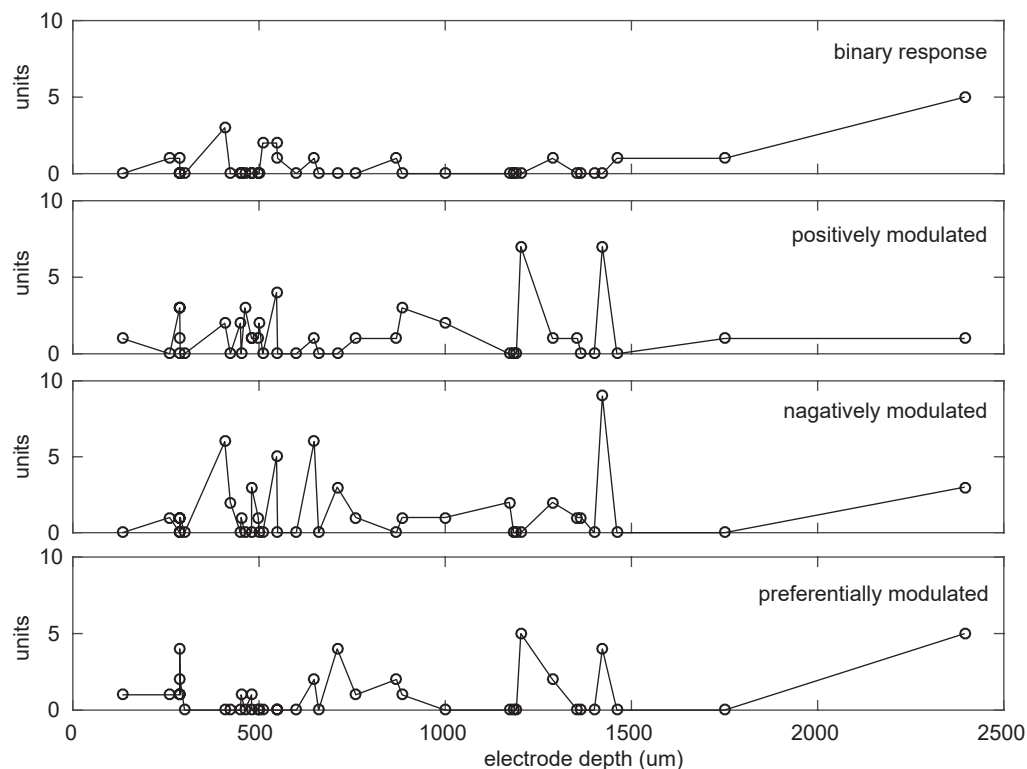 10
binary response
units
5
0
10
positively modulated
units
5
0
10
nagatively modulated
units
5
0
10
preferentially modulated
units
5
0
0 500 1000 1500 2000 2500
electrode depth (um)